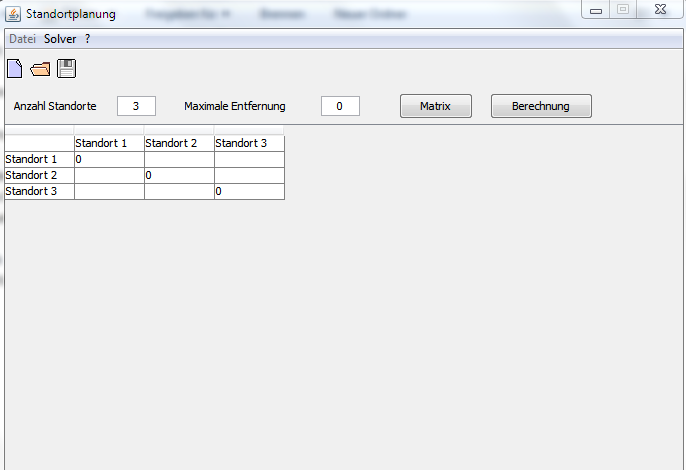 Standortplanung
Datei Solver ?
Anzahl Standorte 3 Maximale Entfernung 0 Matrix Berechnung
Standort 1 Standort 2 Standort 3
Standort 1 0
Standort 2 0
Standort 3 0